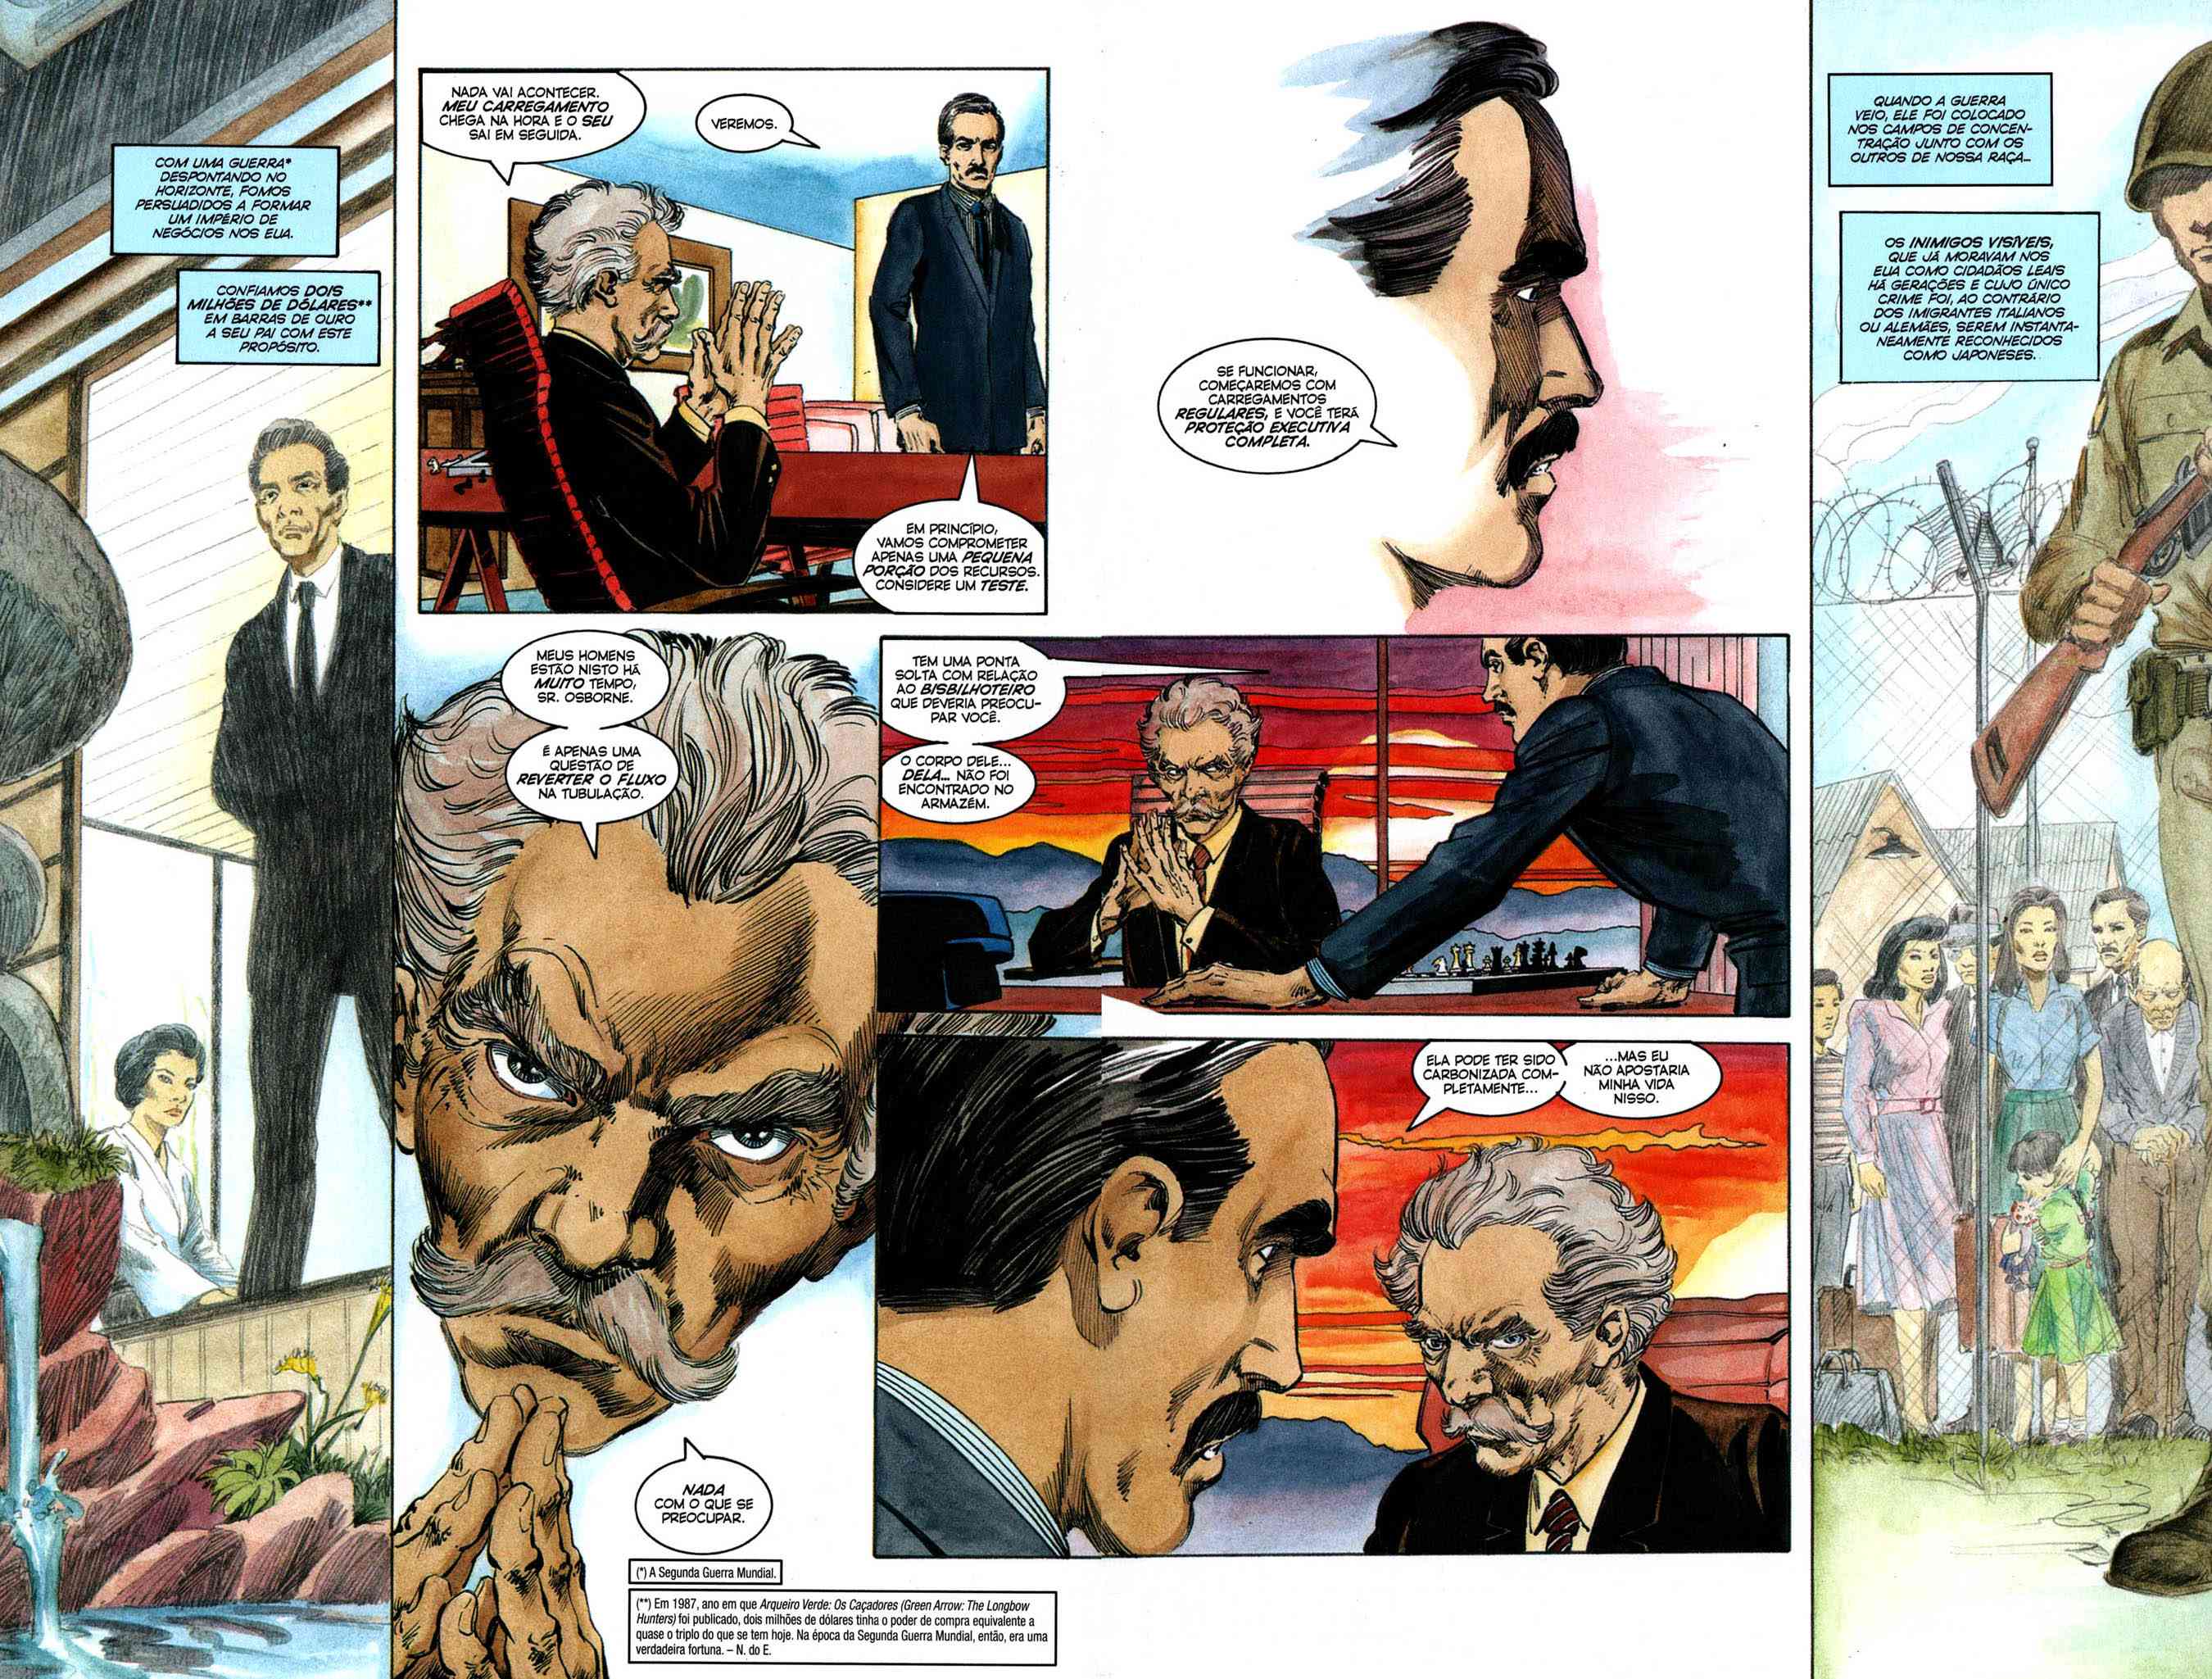 COM UMA GUERRA*
DESPONTANDO NO
HORIZONTE, FOMOS
PERSUADIDOS A FORMAR
UM IMPÉRIO DE
NEGÓCIOS NOS EUA.
CONFIAMOS DOIS
MILHÕES DE DÓLARES**
EM BARRAS DE OURO
A SEU PAI COM ESTE
PROPÓSITO.
NADA VAI ACONTECER.
MEU CARREGAMENTO
CHEGA NA HORA E O SEU
SAI EM SEGUIDA.
VEREMOS.
EM PRINCÍPIO,
VAMOS COMPROMETER
APENAS UMA PEQUENA
PORÇÃO DOS RECURSOS.
CONSIDERE UM TESTE.
SE FUNCIONAR,
COMEÇAREMOS COM
CARREGAMENTOS
REGULARES, E VOCÊ TERÁ
PROTEÇÃO EXECUTIVA
COMPLETA.
MEUS HOMENS
ESTÃO NISTO HÁ
MUITO TEMPO,
SR. OSBORNE.
É APENAS UMA
QUESTÃO DE
REVERTER O FLUXO
NA TUBULAÇÃO.
NADA
COM O QUE SE
PREOCUPAR.
TEM UMA PONTA
SOLTA COM RELAÇÃO
AO BISBILHOTEIRO
QUE DEVERIA PREOCU-
PAR VOCÊ.
O CORPO DELE...
DELA... NÃO FOI
ENCONTRADO NO
ARMAZÉM.
ELA PODE TER SIDO
CARBONIZADA COM-
PLETAMENTE...
...MAS EU
NÃO APOSTARIA
MINHA VIDA
NISSO.
(*) A Segunda Guerra Mundial.
(**) Em 1987, ano em que Arqueiro Verde: Os Caçadores (Green Arrow: The Longbow
Hunters) foi publicado, dois milhões de dólares tinha o poder de compra equivalente a
quase o triplo do que se tem hoje. Na época da Segunda Guerra Mundial, então, era uma
verdadeira fortuna. – N. do E.
QUANDO A GUERRA
VEIO, ELE FOI COLOCADO
NOS CAMPOS DE CONCEN-
TRAÇÃO JUNTO COM OS
OUTROS DE NOSSA RAÇA...
OS INIMIGOS VISÍVEIS,
QUE JÁ MORAVAM NOS
EUA COMO CIDADÃOS LEAIS
HÁ GERAÇÕES E CUJO ÚNICO
CRIME FOI, AO CONTRÁRIO
DOS IMIGRANTES ITALIANOS
OU ALEMÃES, SEREM INSTANTA-
NEAMENTE RECONHECIDOS
COMO JAPONESES.